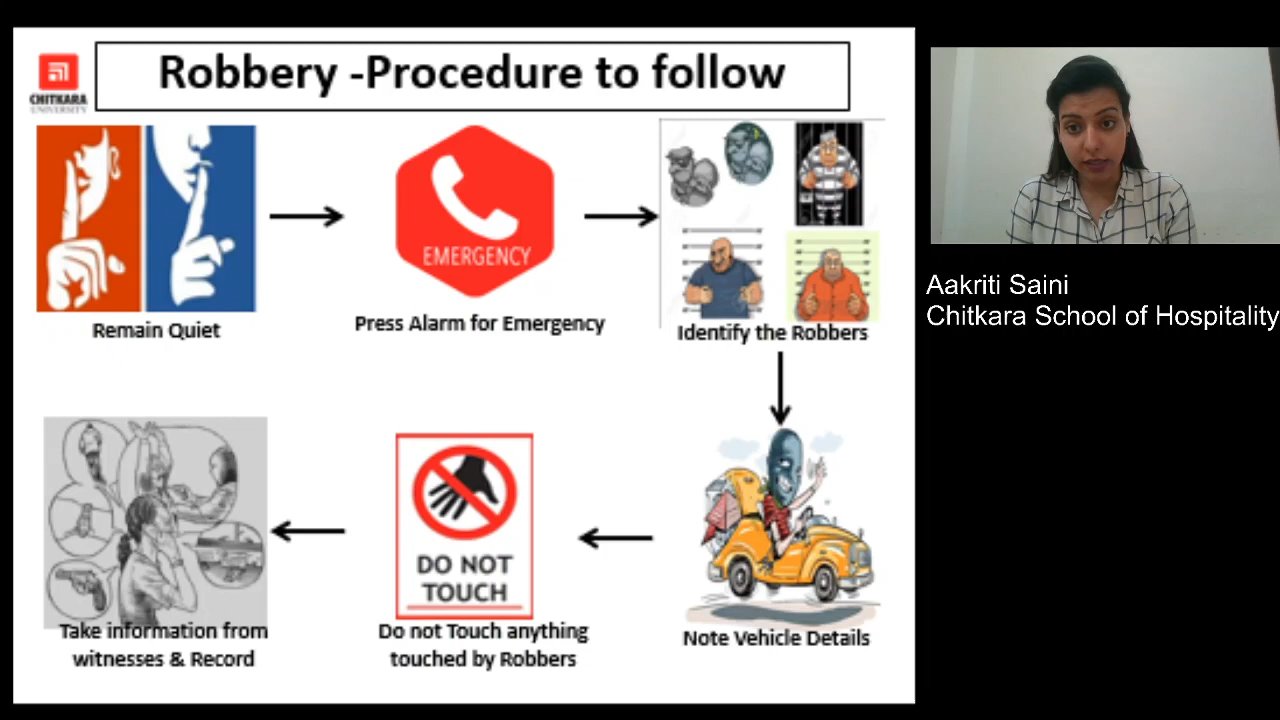 Robbery -Procedure to follow
CHITKARA
UNIVERSITY
EMERGENCY
Remain Quiet
Press Alarm for Emergency
Identify the Robbers
DO NOT
TOUCH
Take information from
witnesses & Record
Do not Touch anything
touched by Robbers
Note Vehicle Details
Aakriti Saini
Chitkara School of Hospitality